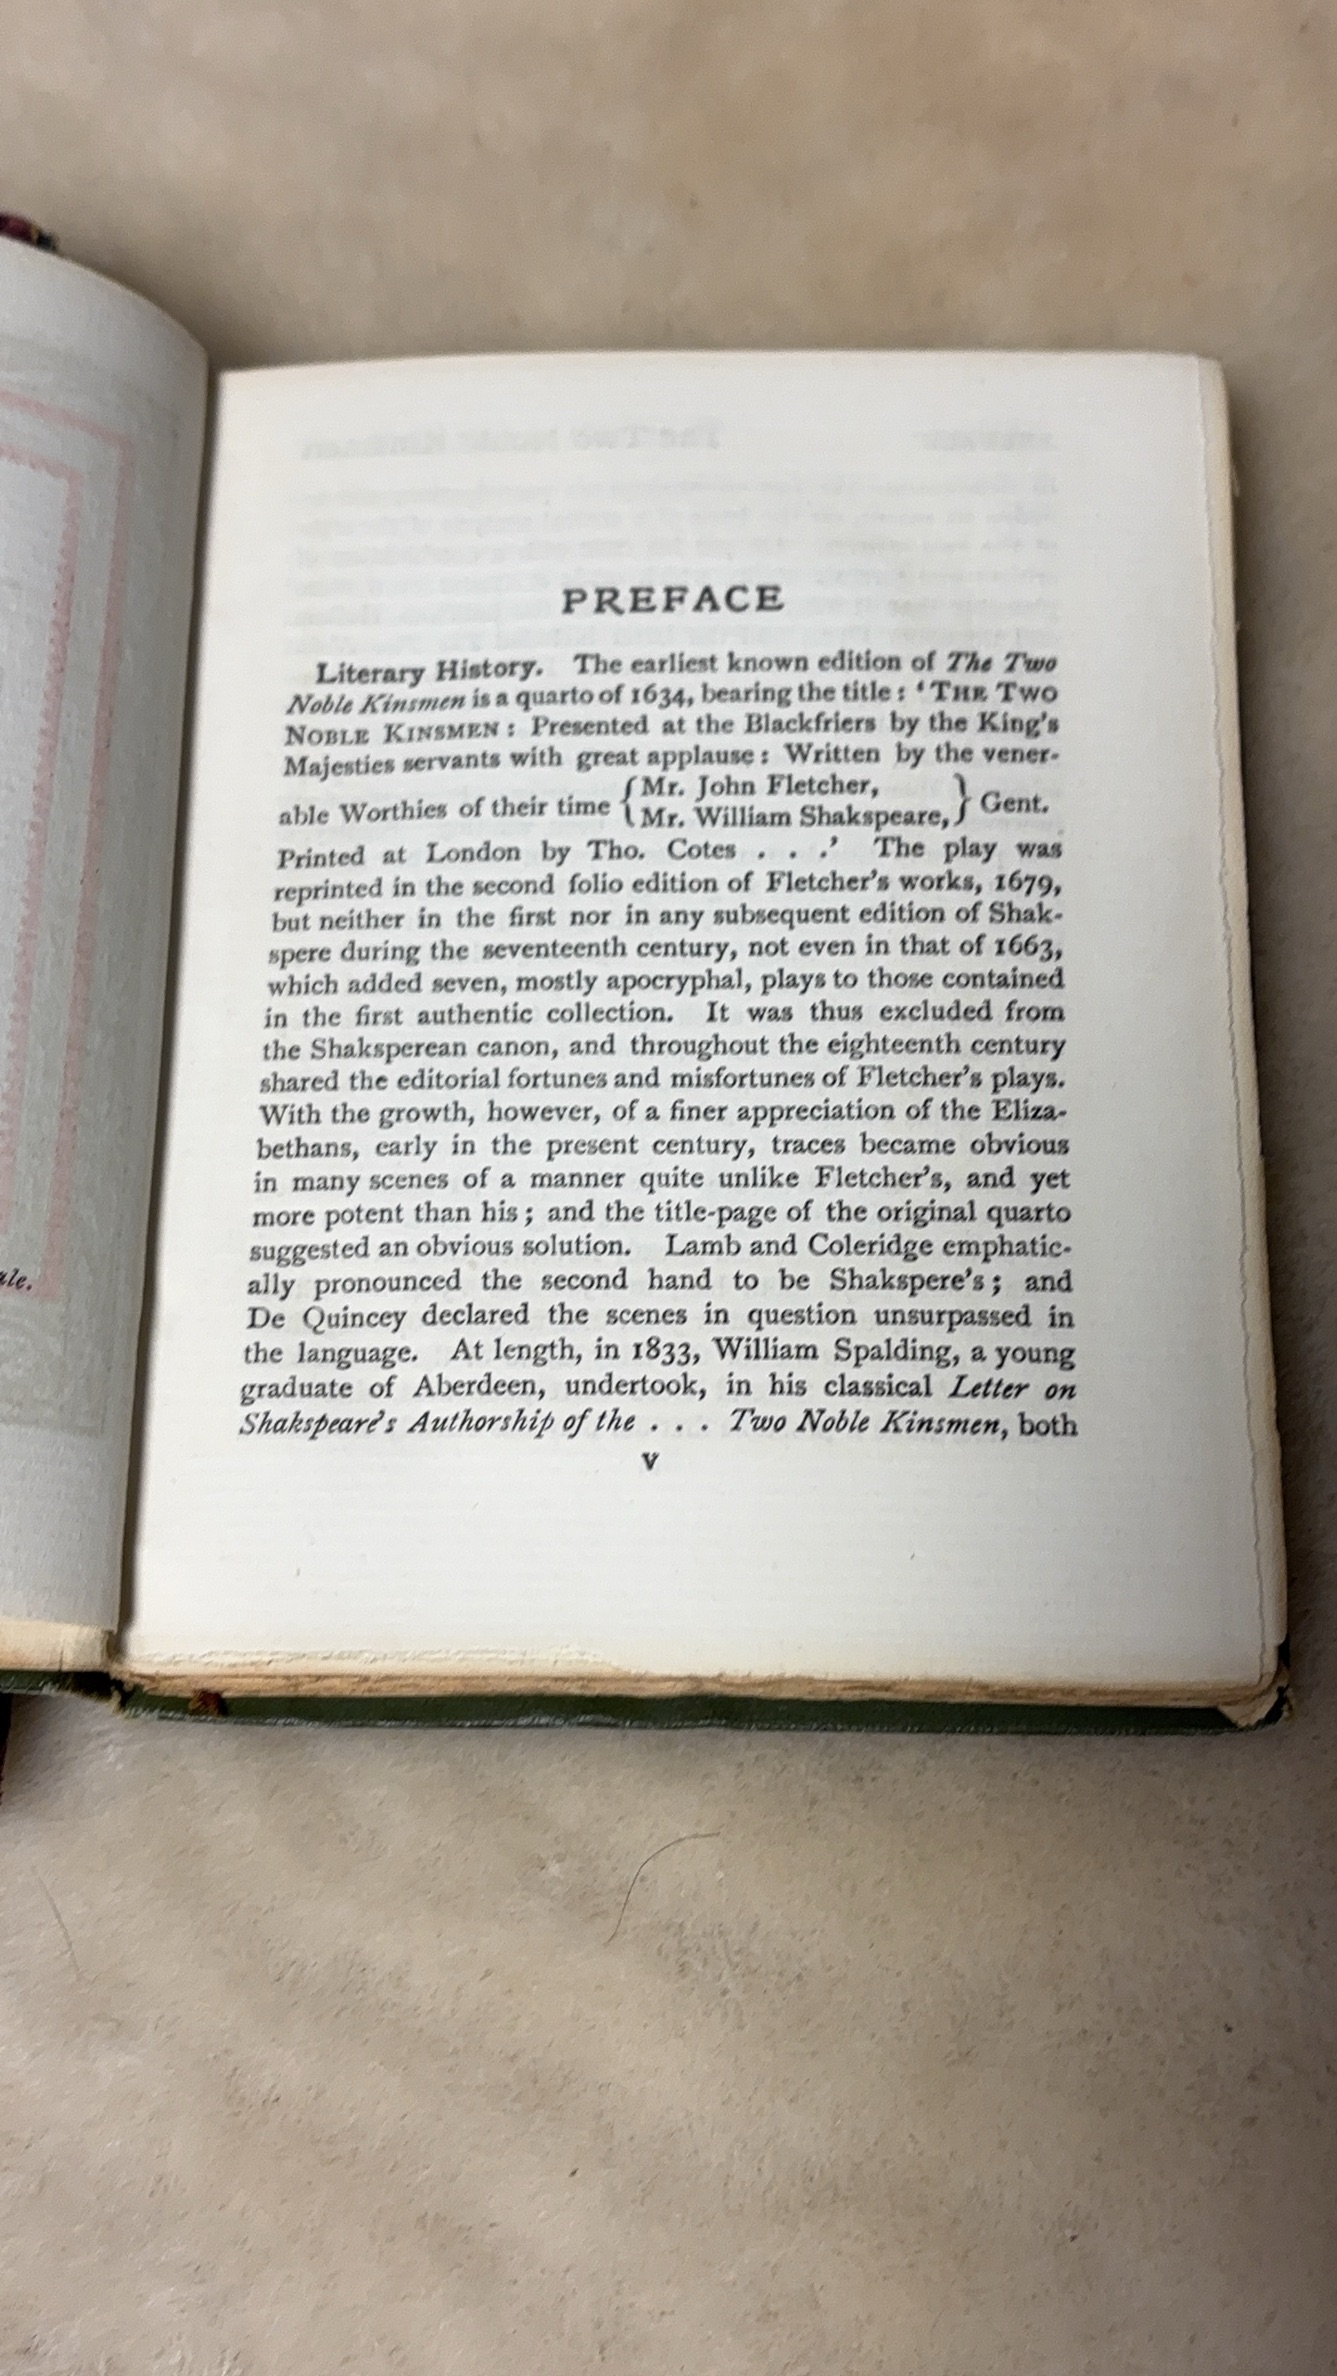 PREFACE
Literary History. The earliest known edition of The Two
Noble Kinsmen is a quarto of 1634, bearing the title: 'THE TWO
NOBLE KINSMEN: Presented at the Blackfriers by the King's
Majesties servants with great applause: Written by the vener-
able Worthies of their time { Mr. John Fletcher, Mr. William Shakspeare, } Gent.
Printed at London by Tho. Cotes . . .' The play was
reprinted in the second folio edition of Fletcher's works, 1679,
but neither in the first nor in any subsequent edition of Shak-
spere during the seventeenth century, not even in that of 1663,
which added seven, mostly apocryphal, plays to those contained
in the first authentic collection. It was thus excluded from
the Shaksperean canon, and throughout the eighteenth century
shared the editorial fortunes and misfortunes of Fletcher's plays.
With the growth, however, of a finer appreciation of the Eliza-
bethans, early in the present century, traces became obvious
in many scenes of a manner quite unlike Fletcher's, and yet
more potent than his; and the title-page of the original quarto
suggested an obvious solution. Lamb and Coleridge emphatic-
ally pronounced the second hand to be Shakspere's; and
De Quincey declared the scenes in question unsurpassed in
the language. At length, in 1833, William Spalding, a young
graduate of Aberdeen, undertook, in his classical Letter on
Shakspeare's Authorship of the . . . Two Noble Kinsmen, both
v